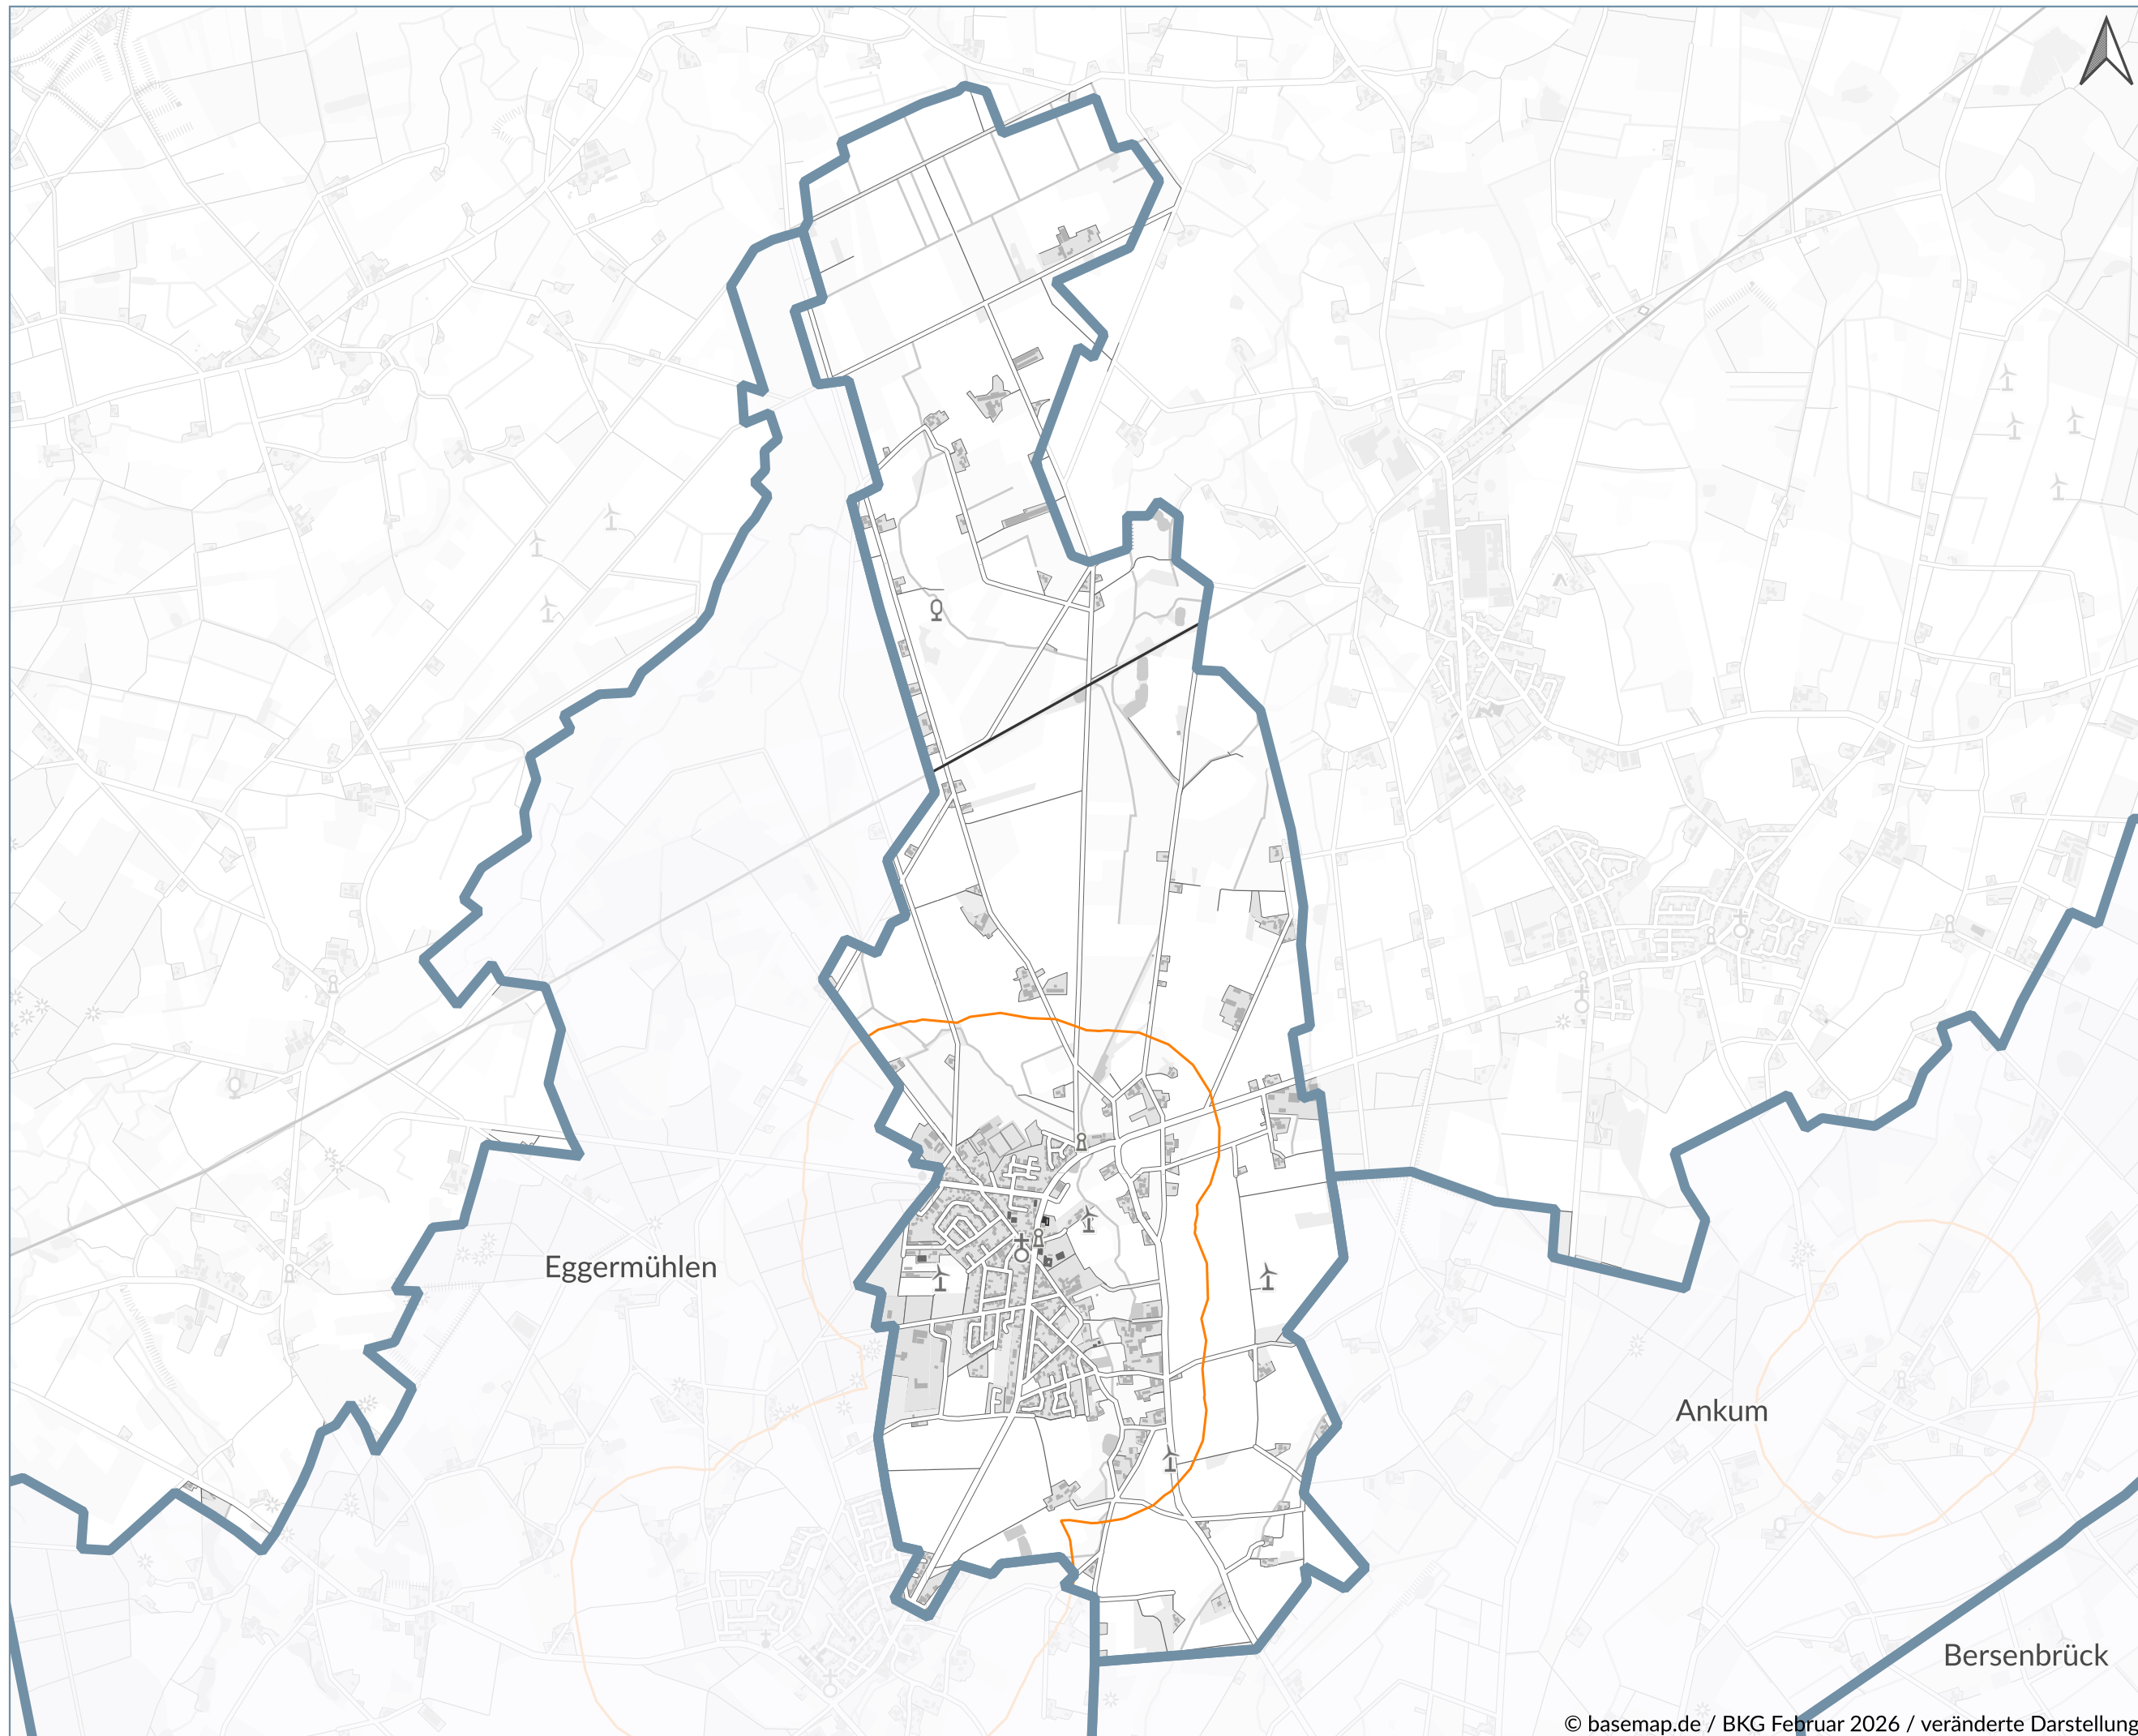 Eggermühlen
Ankum
Bersenbrück
© basemap.de / BKG Februar 2026 / veränderte Darstellung